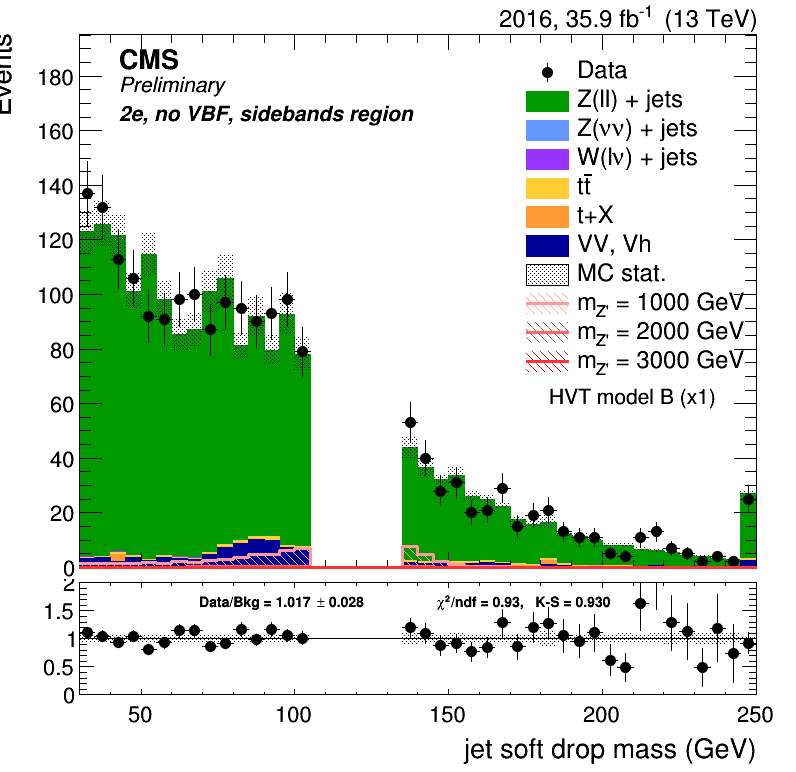 2016, 35.9 fb⁻¹ (13 TeV)
Events
CMS
Preliminary
2e, no VBF, sidebands region
Data
Z(ll) + jets
Z(νν) + jets
W(lν) + jets
tt̄
t+X
VV, Vh
MC stat.
m_Z' = 1000 GeV
m_Z' = 2000 GeV
m_Z' = 3000 GeV
HVT model B (x1)
180
160
140
120
100
80
60
40
20
0
Data/Bkg = 1.017 ± 0.028
χ²/ndf = 0.93, K-S = 0.930
2
1.5
1
0.5
0
50 100 150 200 250
jet soft drop mass (GeV)